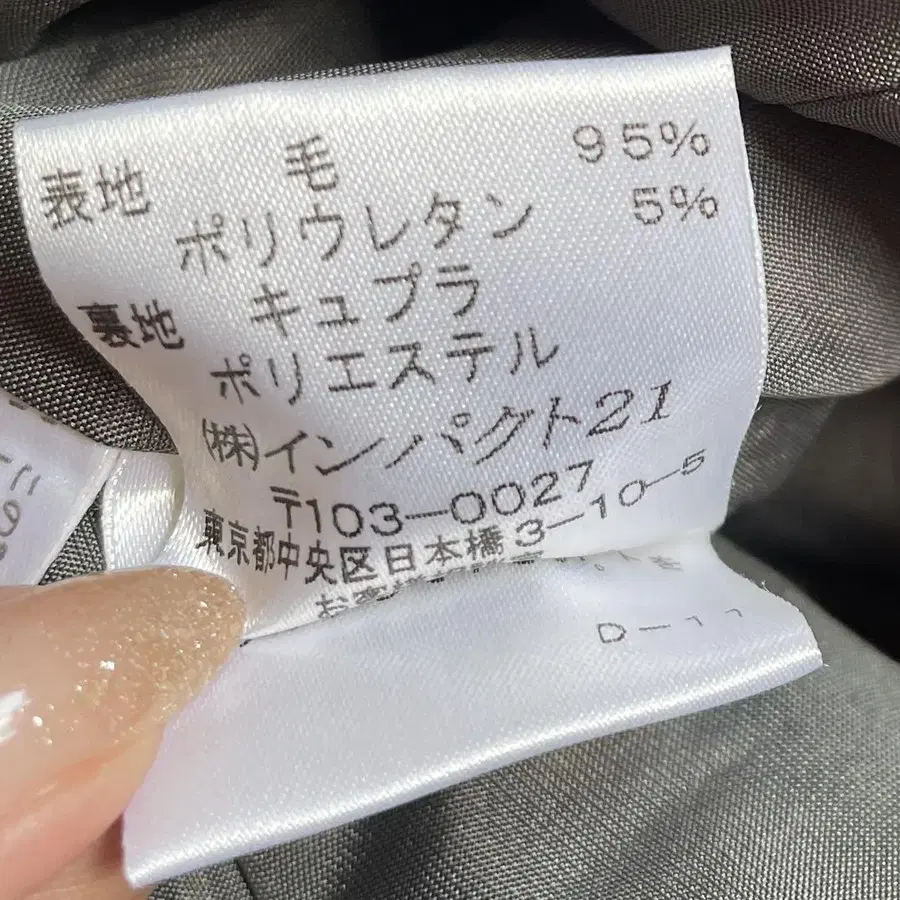 表地 毛 95%
ポリウレタン 5%
裏地 キュプラ
ポリエステル
(株)インパクト21
〒103-0027
東京都中央区日本橋3-10-5
D-11